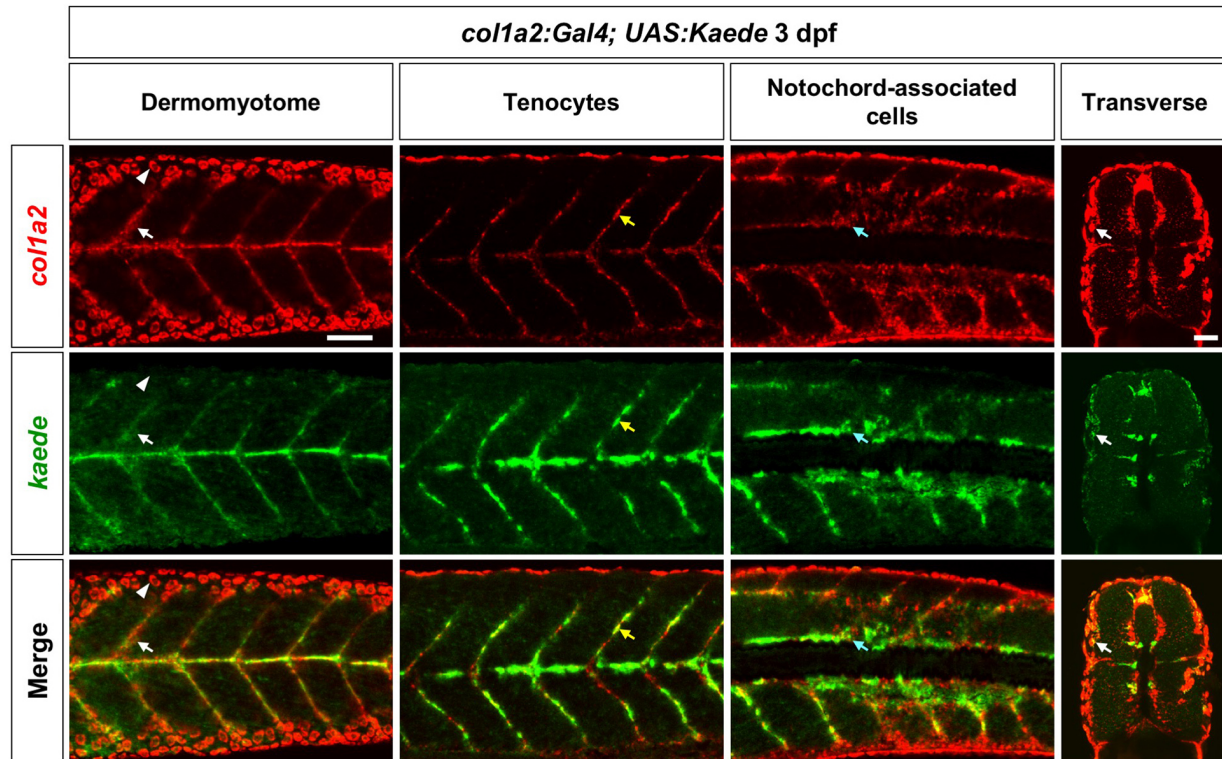 col1a2:Gal4; UAS:Kaede 3 dpf
Dermomyotome
Tenocytes
Notochord-associated
cells
Transverse
col1a2
kaede
Merge